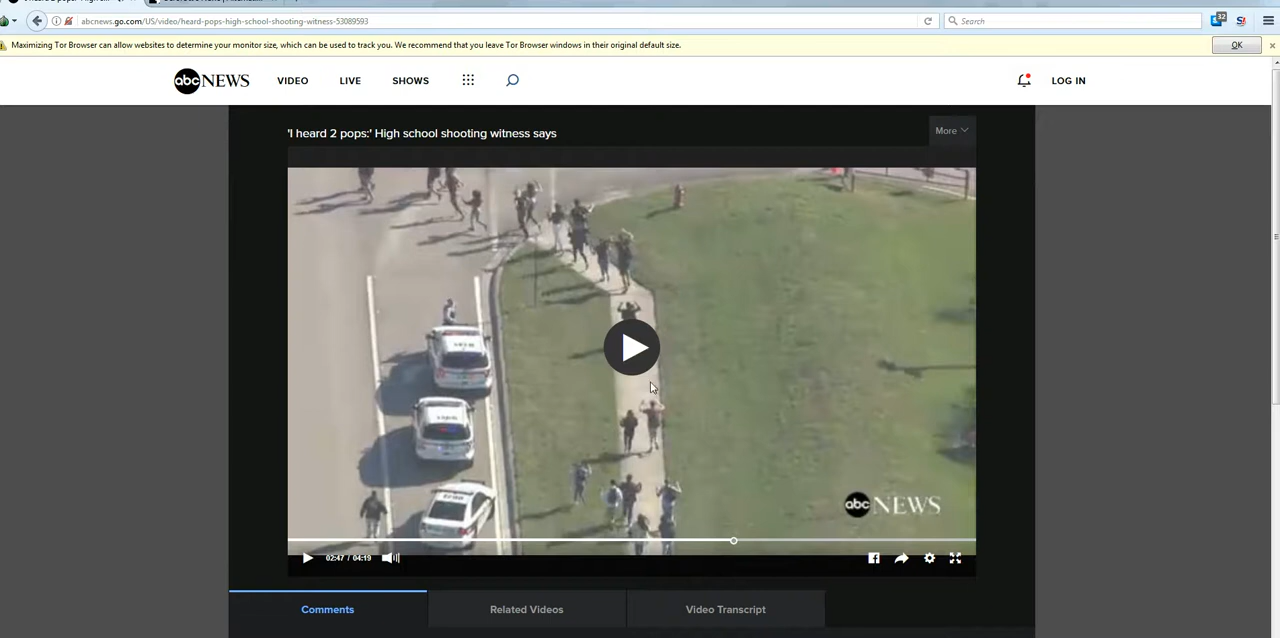 abcnews.go.com/US/video/heard-pops-high-school-shooting-witness-53089593
Search
32
Maximizing Tor Browser can allow websites to determine your monitor size, which can be used to track you. We recommend that you leave Tor Browser windows in their original default size.
OK
abc NEWS VIDEO LIVE SHOWS LOG IN
'I heard 2 pops:' High school shooting witness says
More
abc NEWS
02:47 / 04:19
Comments Related Videos Video Transcript